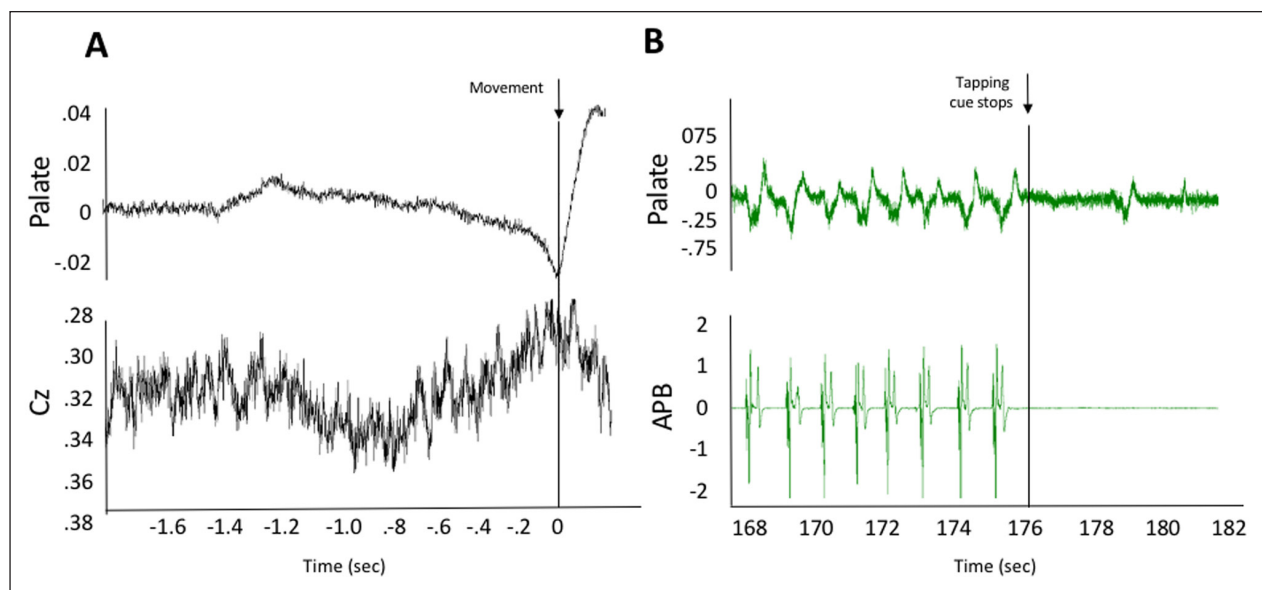 A
Movement
Palate
.04
.02
0
-.02
Cz
.28
.30
.32
.34
.36
.38
-1.6 -1.4 -1.2 -1.0 -.8 -.6 -.4 -.2 0
Time (sec)
B
Tapping
cue stops
Palate
075
.25
0
-.25
-.75
APB
2
1
0
-1
-2
168 170 172 174 176 178 180 182
Time (sec)